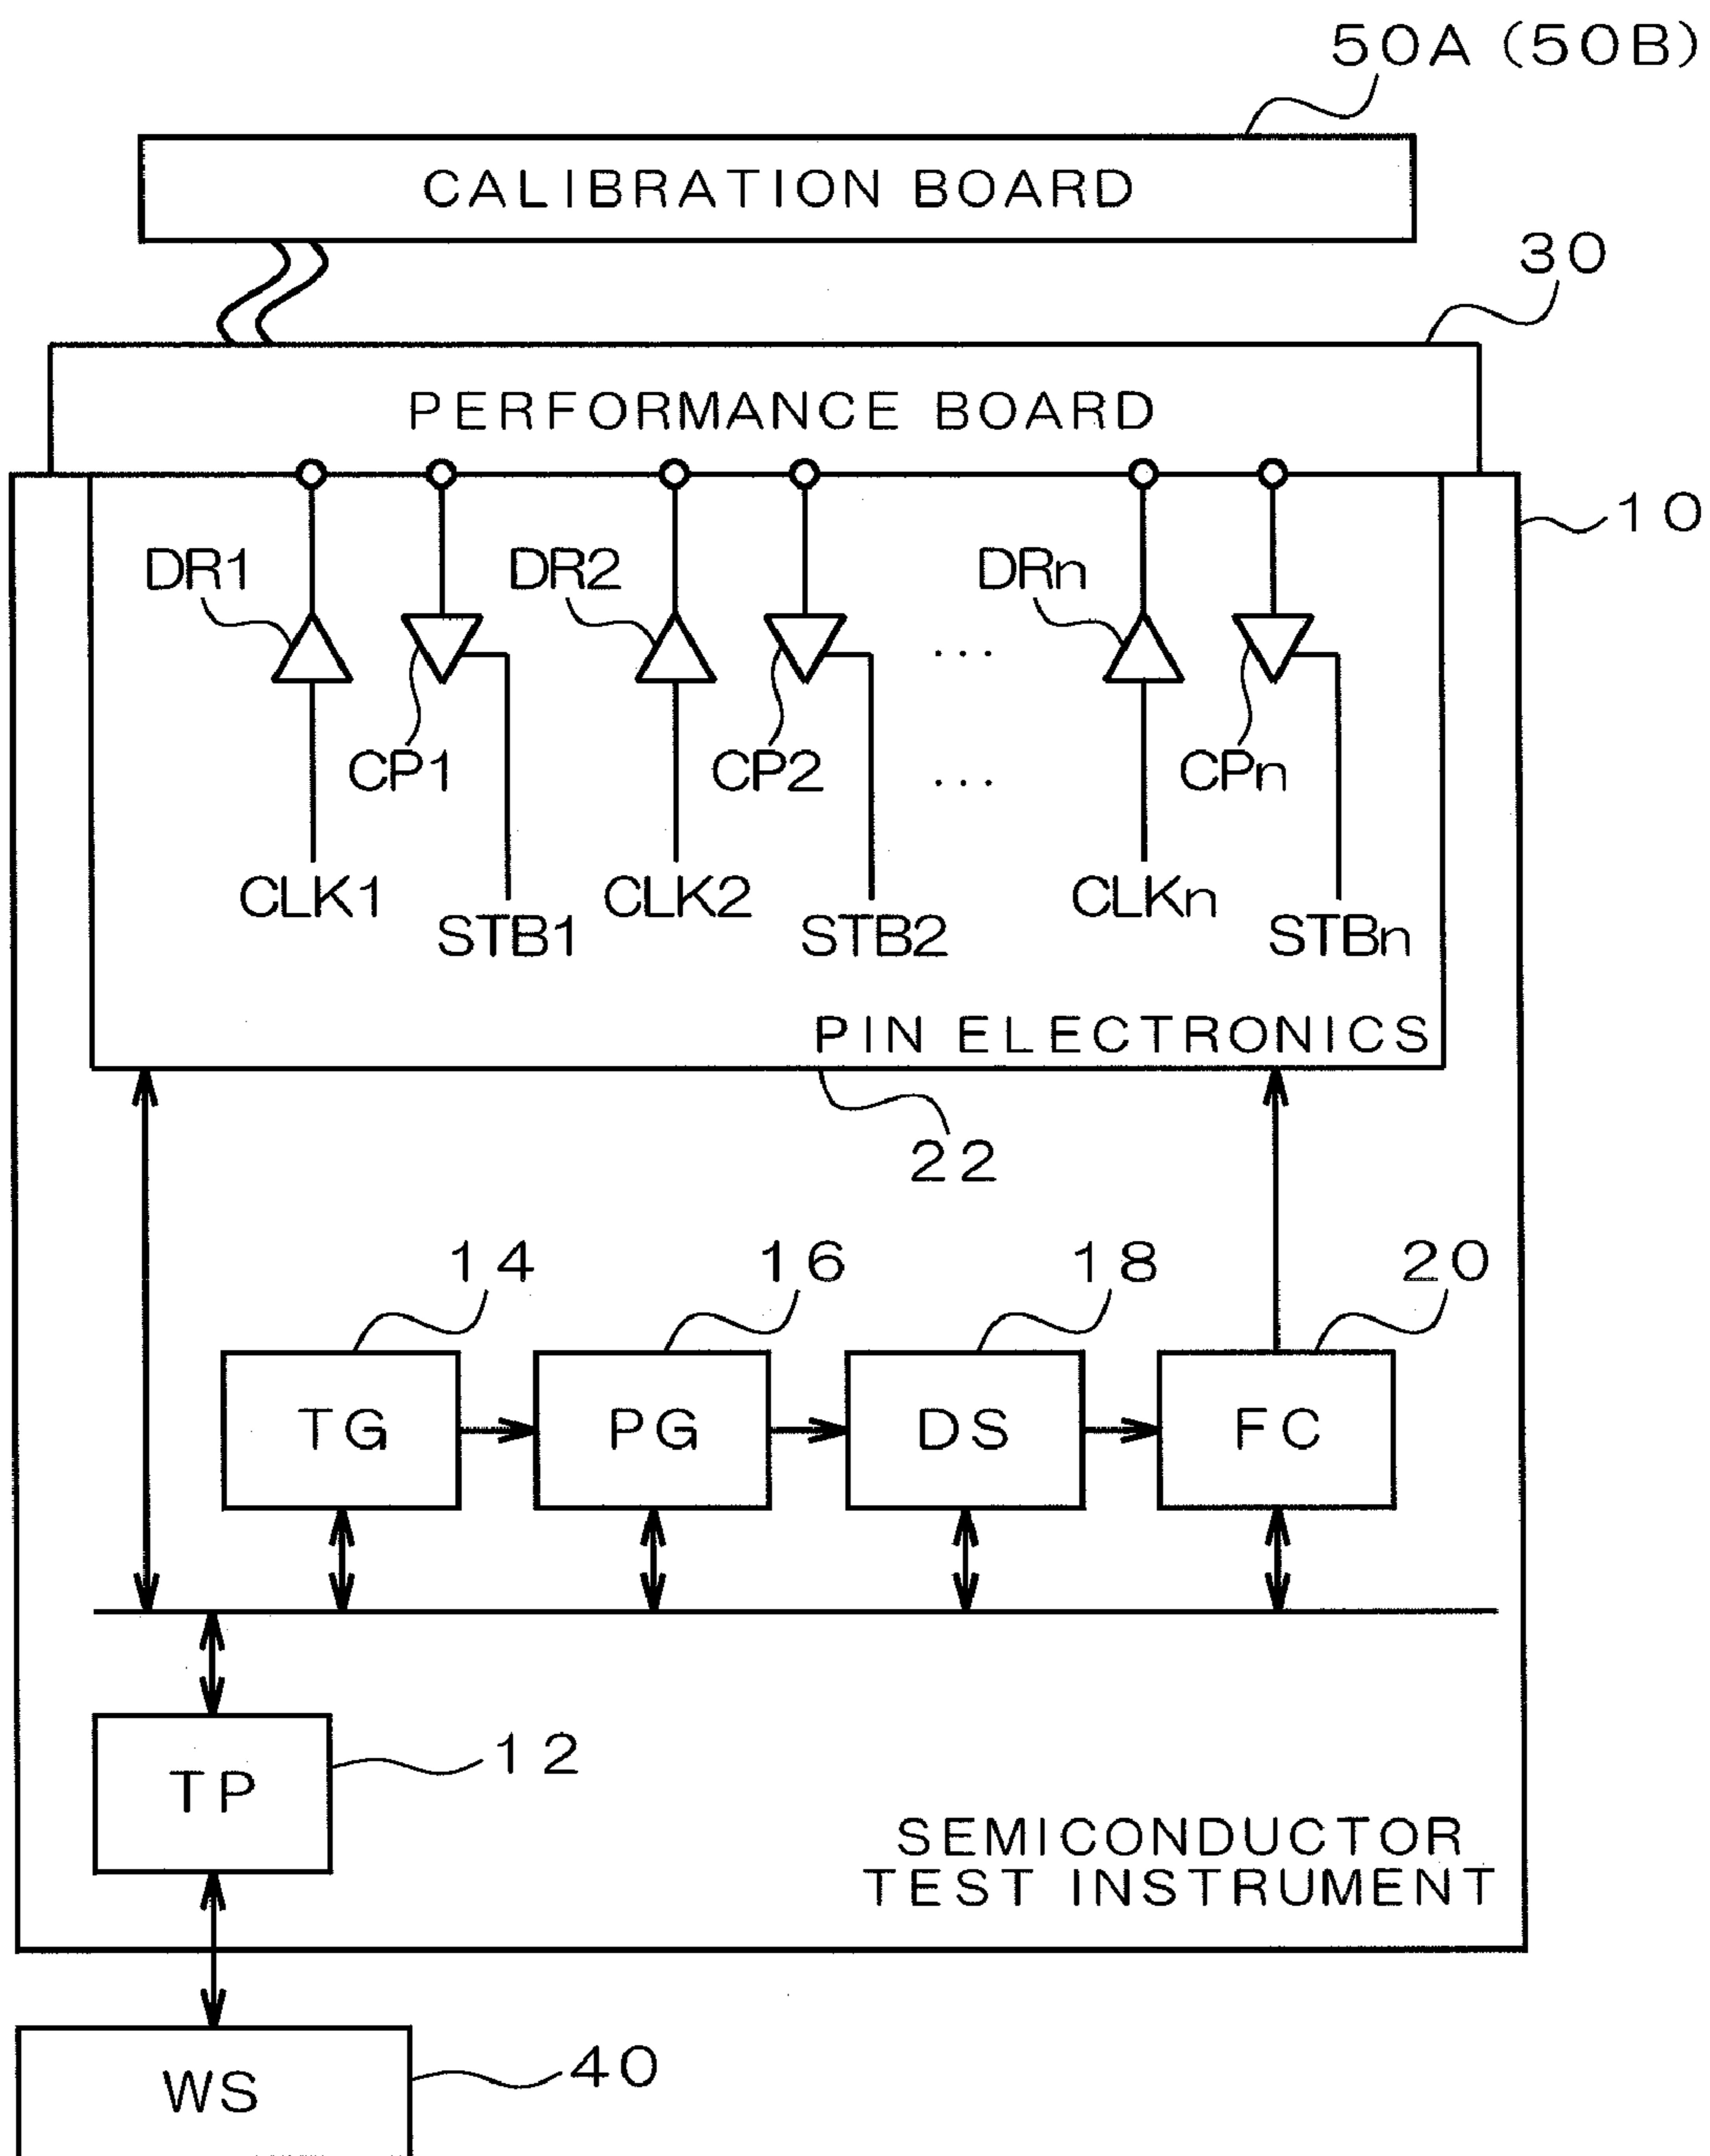 50A (50B)
CALIBRATION BOARD
30
PERFORMANCE BOARD
10
DR1 DR2 DRn
...
CP1 CP2 ... CPn
CLK1 CLK2 CLKn
STB1 STB2 STBn
PIN ELECTRONICS
22
14 16 18 20
TG PG DS FC
12
TP
SEMICONDUCTOR
TEST INSTRUMENT
40
WS